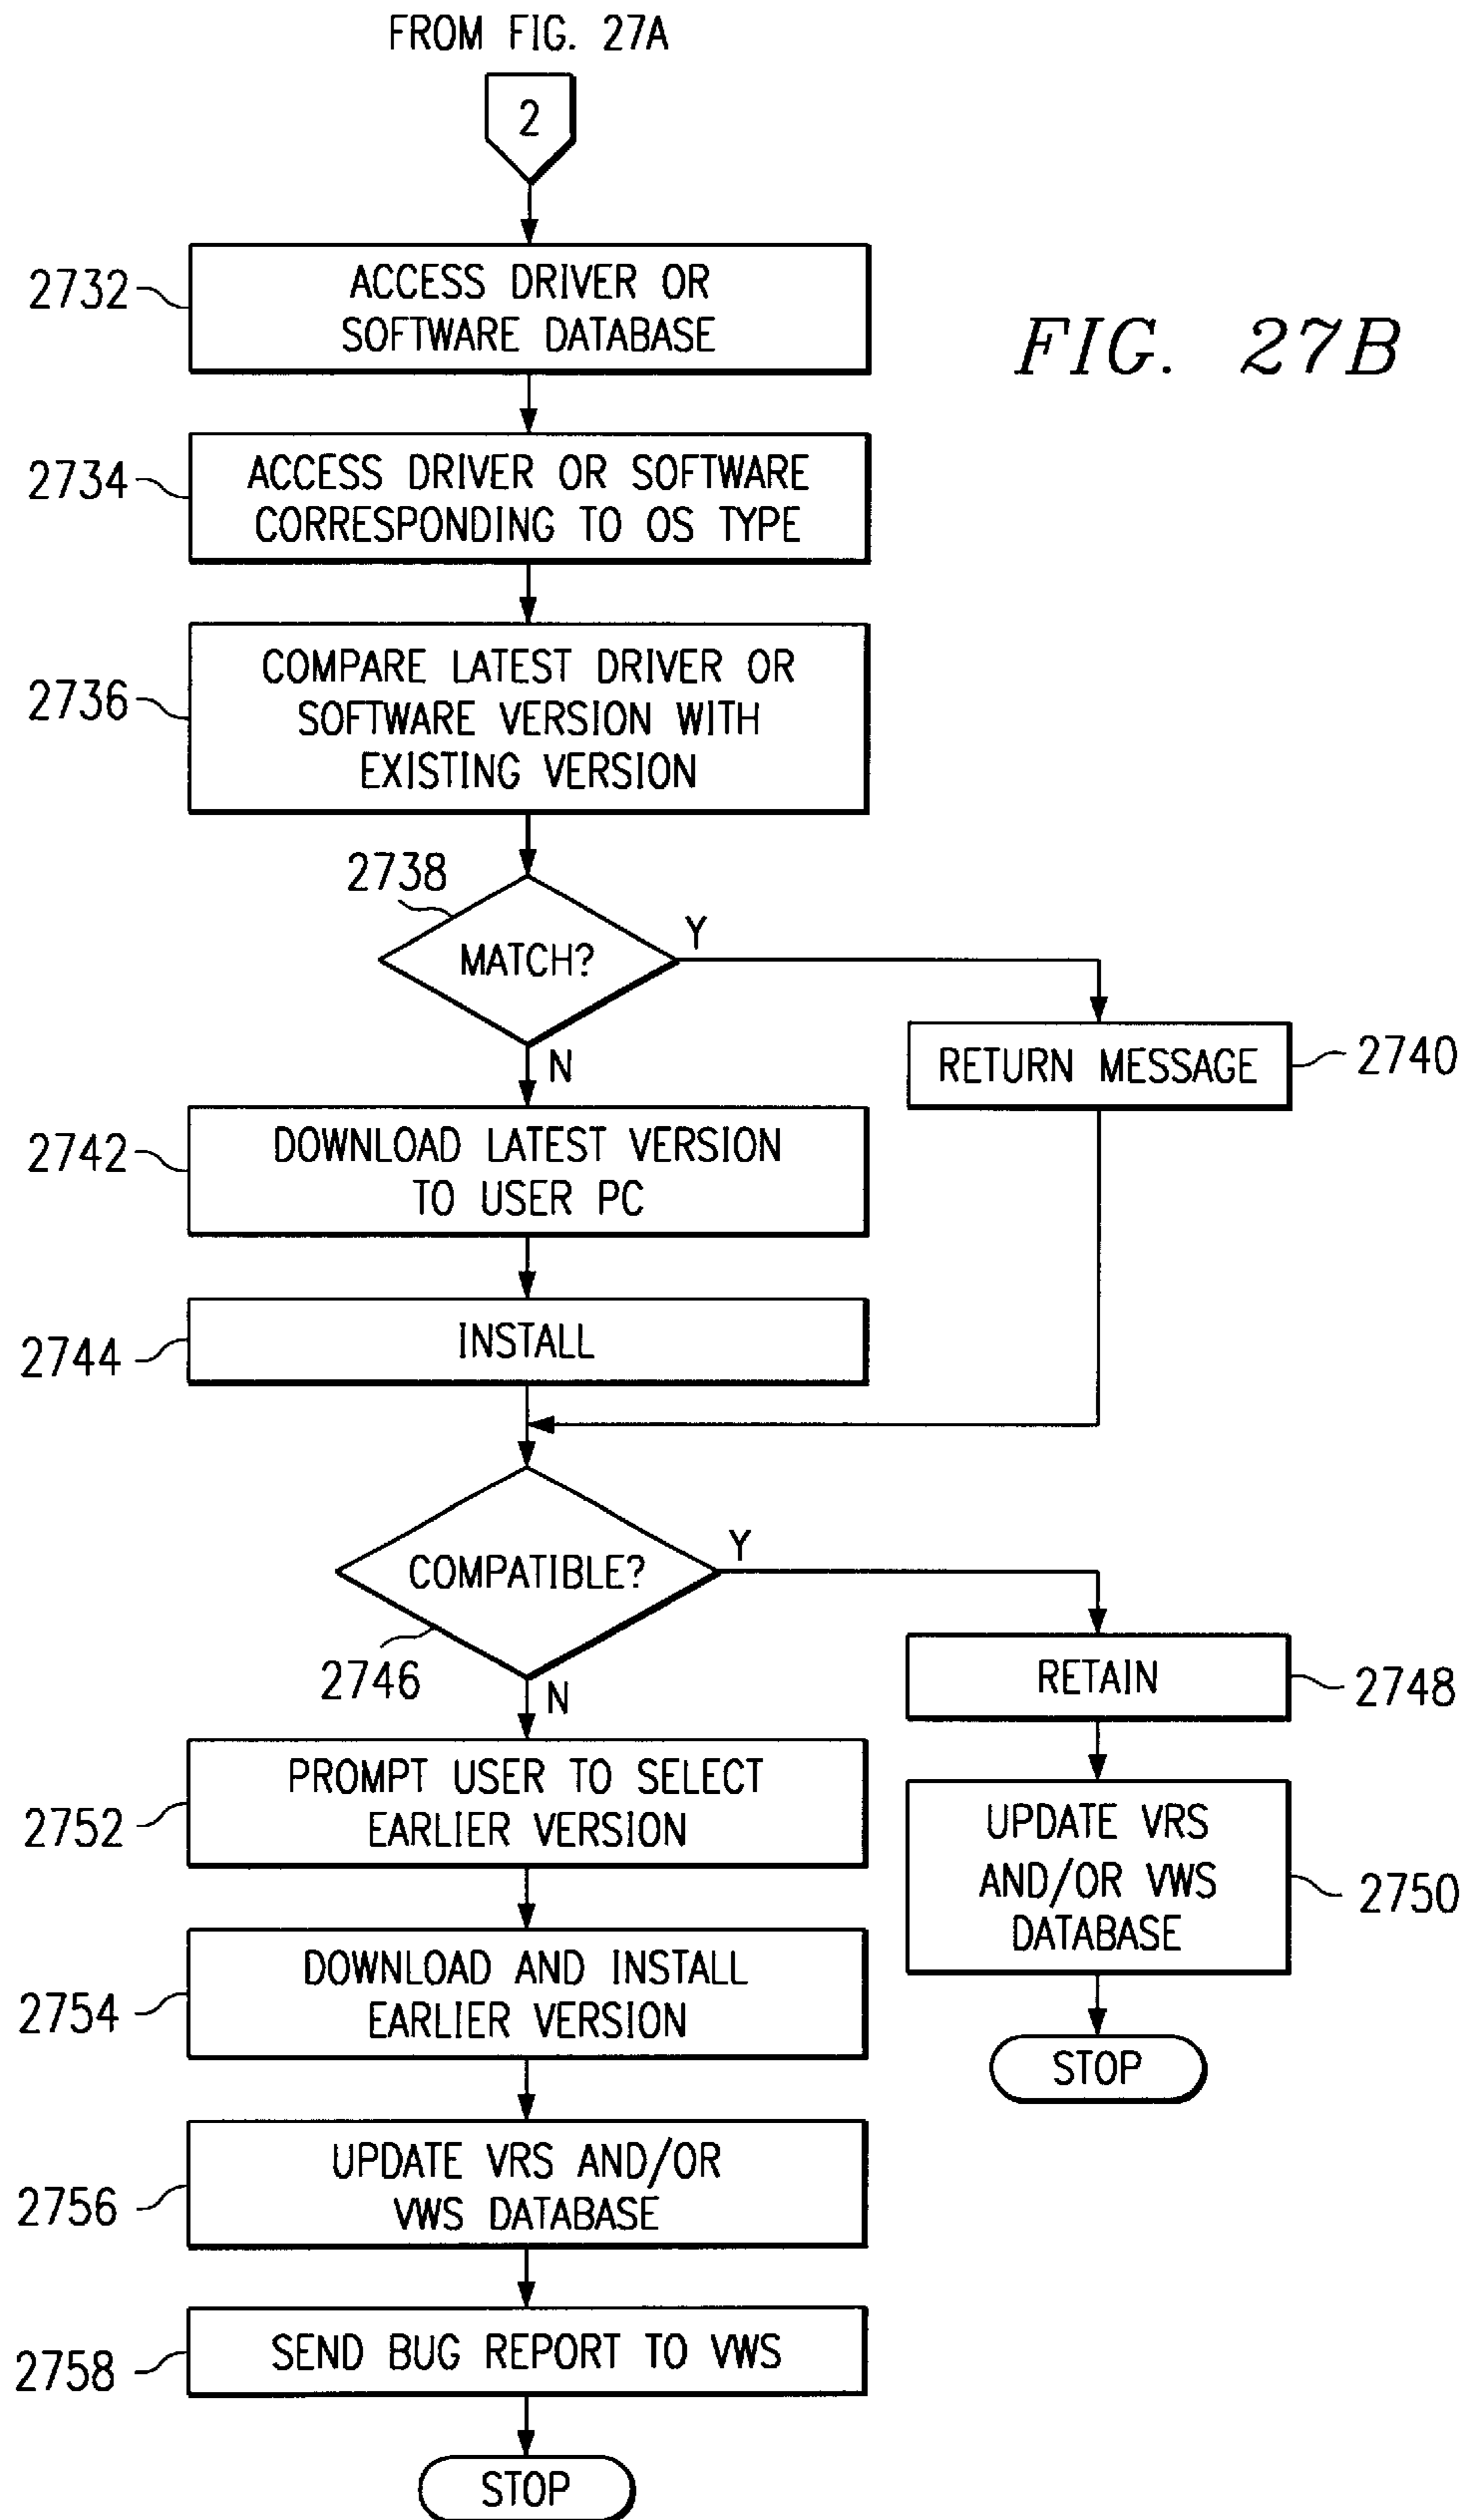 FROM FIG. 27A
2
2732
ACCESS DRIVER OR
SOFTWARE DATABASE
FIG. 27B
2734
ACCESS DRIVER OR SOFTWARE
CORRESPONDING TO OS TYPE
2736
COMPARE LATEST DRIVER OR
SOFTWARE VERSION WITH
EXISTING VERSION
2738
MATCH?
Y
N
RETURN MESSAGE
2740
2742
DOWNLOAD LATEST VERSION
TO USER PC
2744
INSTALL
COMPATIBLE?
Y
2746
N
RETAIN
2748
2752
PROMPT USER TO SELECT
EARLIER VERSION
UPDATE VRS
AND/OR VWS
DATABASE
2750
2754
DOWNLOAD AND INSTALL
EARLIER VERSION
STOP
2756
UPDATE VRS AND/OR
VWS DATABASE
2758
SEND BUG REPORT TO VWS
STOP